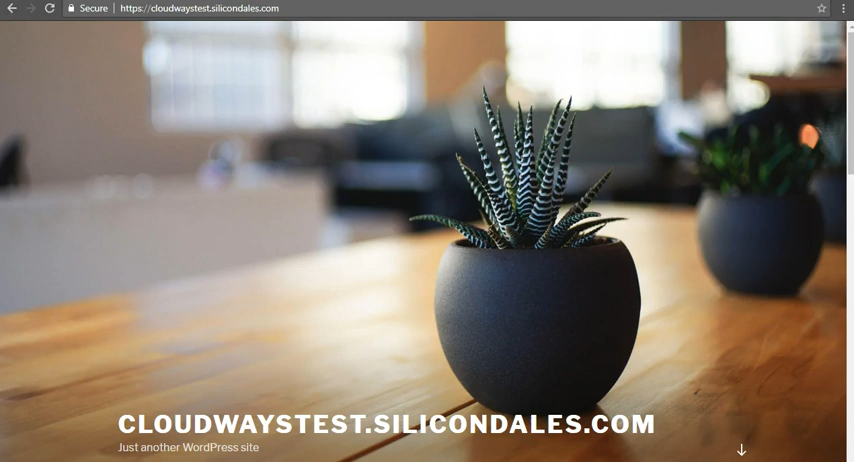 Secure | https://cloudwaystest.silicondales.com
CLOUDWAYSTEST.SILICONDALES.COM
Just another WordPress site